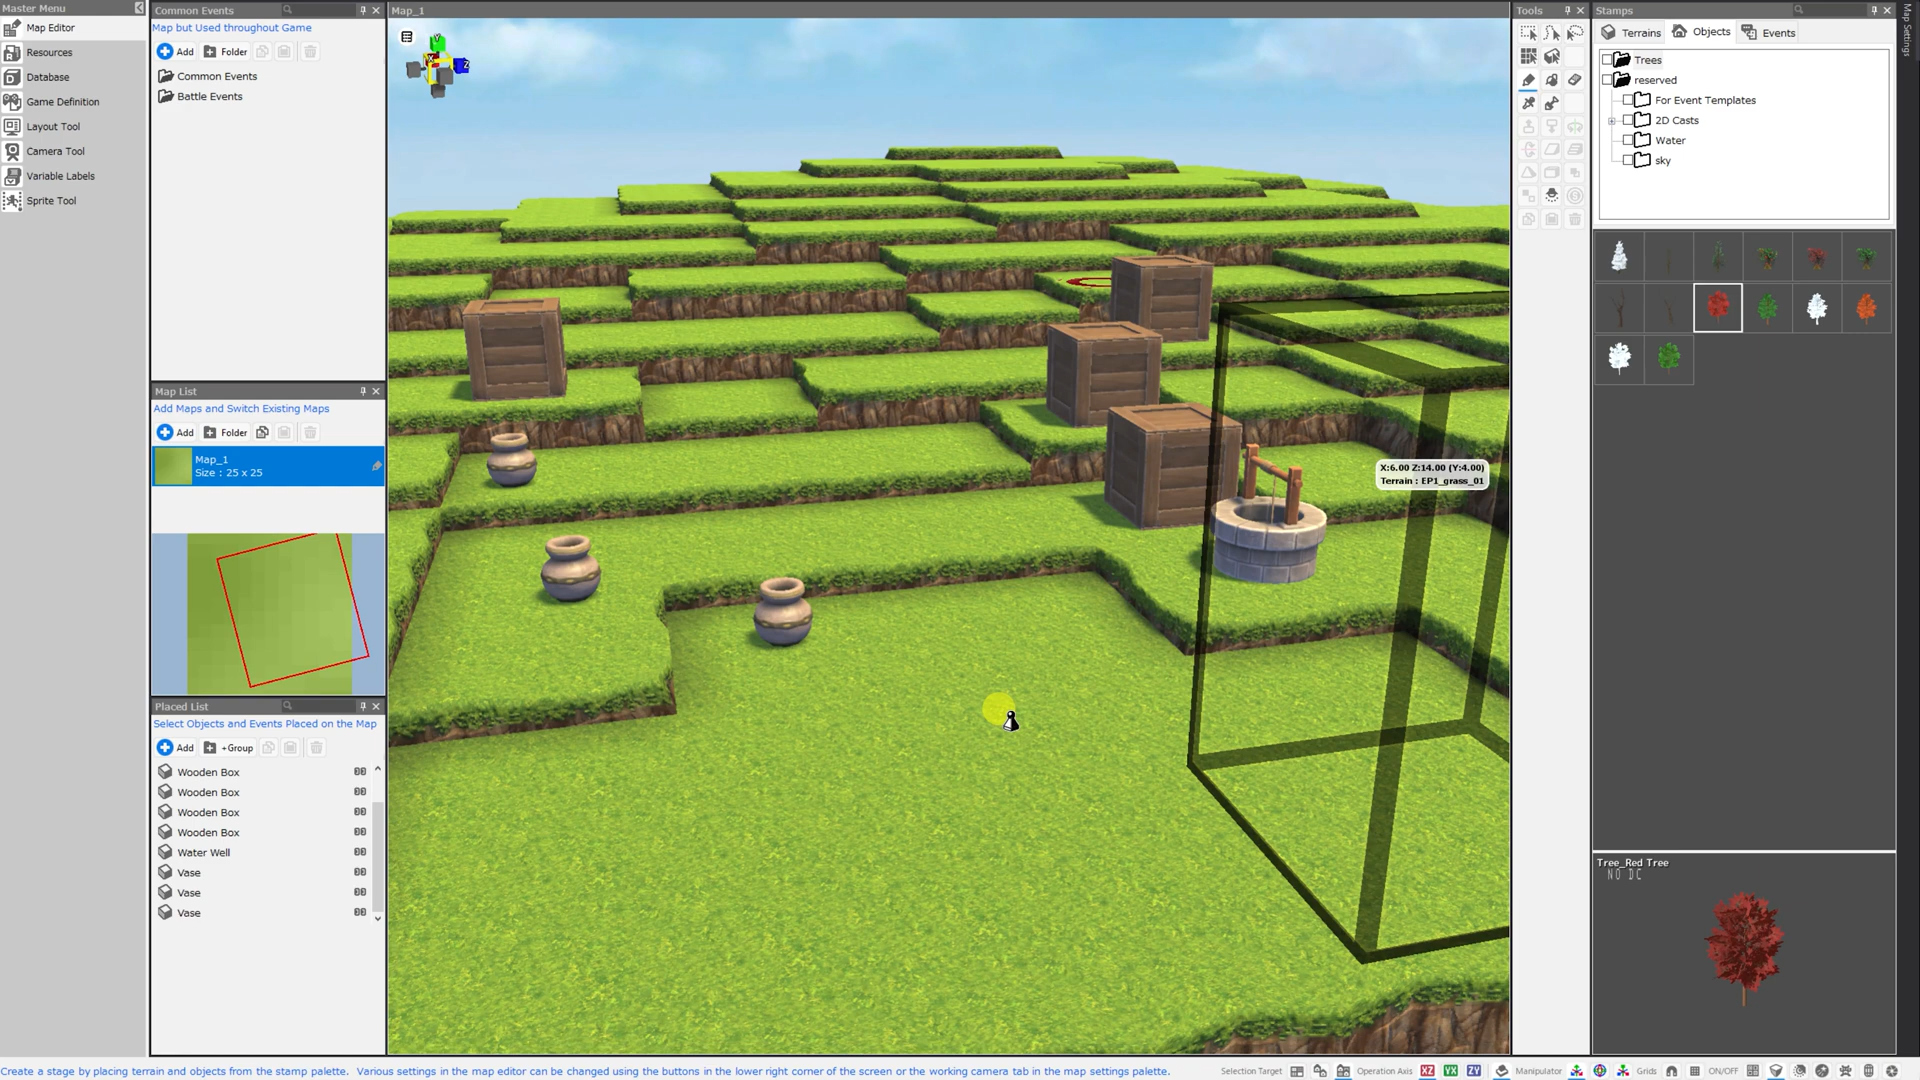 Master Menu
Map Editor
Resources
Database
Game Definition
Layout Tool
Camera Tool
Variable Labels
Sprite Tool
Common Events
Map but Used throughout Game
Add
Folder
Common Events
Battle Events
Map List
Add Maps and Switch Existing Maps
Add
Folder
Map_1
Size : 25 x 25
Placed List
Select Objects and Events Placed on the Map
Add
+Group
Wooden Box
Wooden Box
Wooden Box
Wooden Box
Water Well
Vase
Vase
Vase
Map_1
Y
X
Z
X:6.00 Z:14.00 (Y:4.00)
Terrain : EP1_grass_01
Tools
Stamps
Terrains
Objects
Events
Trees
reserved
For Event Templates
2D Casts
Water
sky
Tree_Red Tree
NO DC
Map Settings
Create a stage by placing terrain and objects from the stamp palette. Various settings in the map editor can be changed using the buttons in the lower right corner of the screen or the working camera tab in the map settings palette.
Selection Target
Operation Axis
XZ
YX
ZY
Manipulator
Grids
ON/OFF